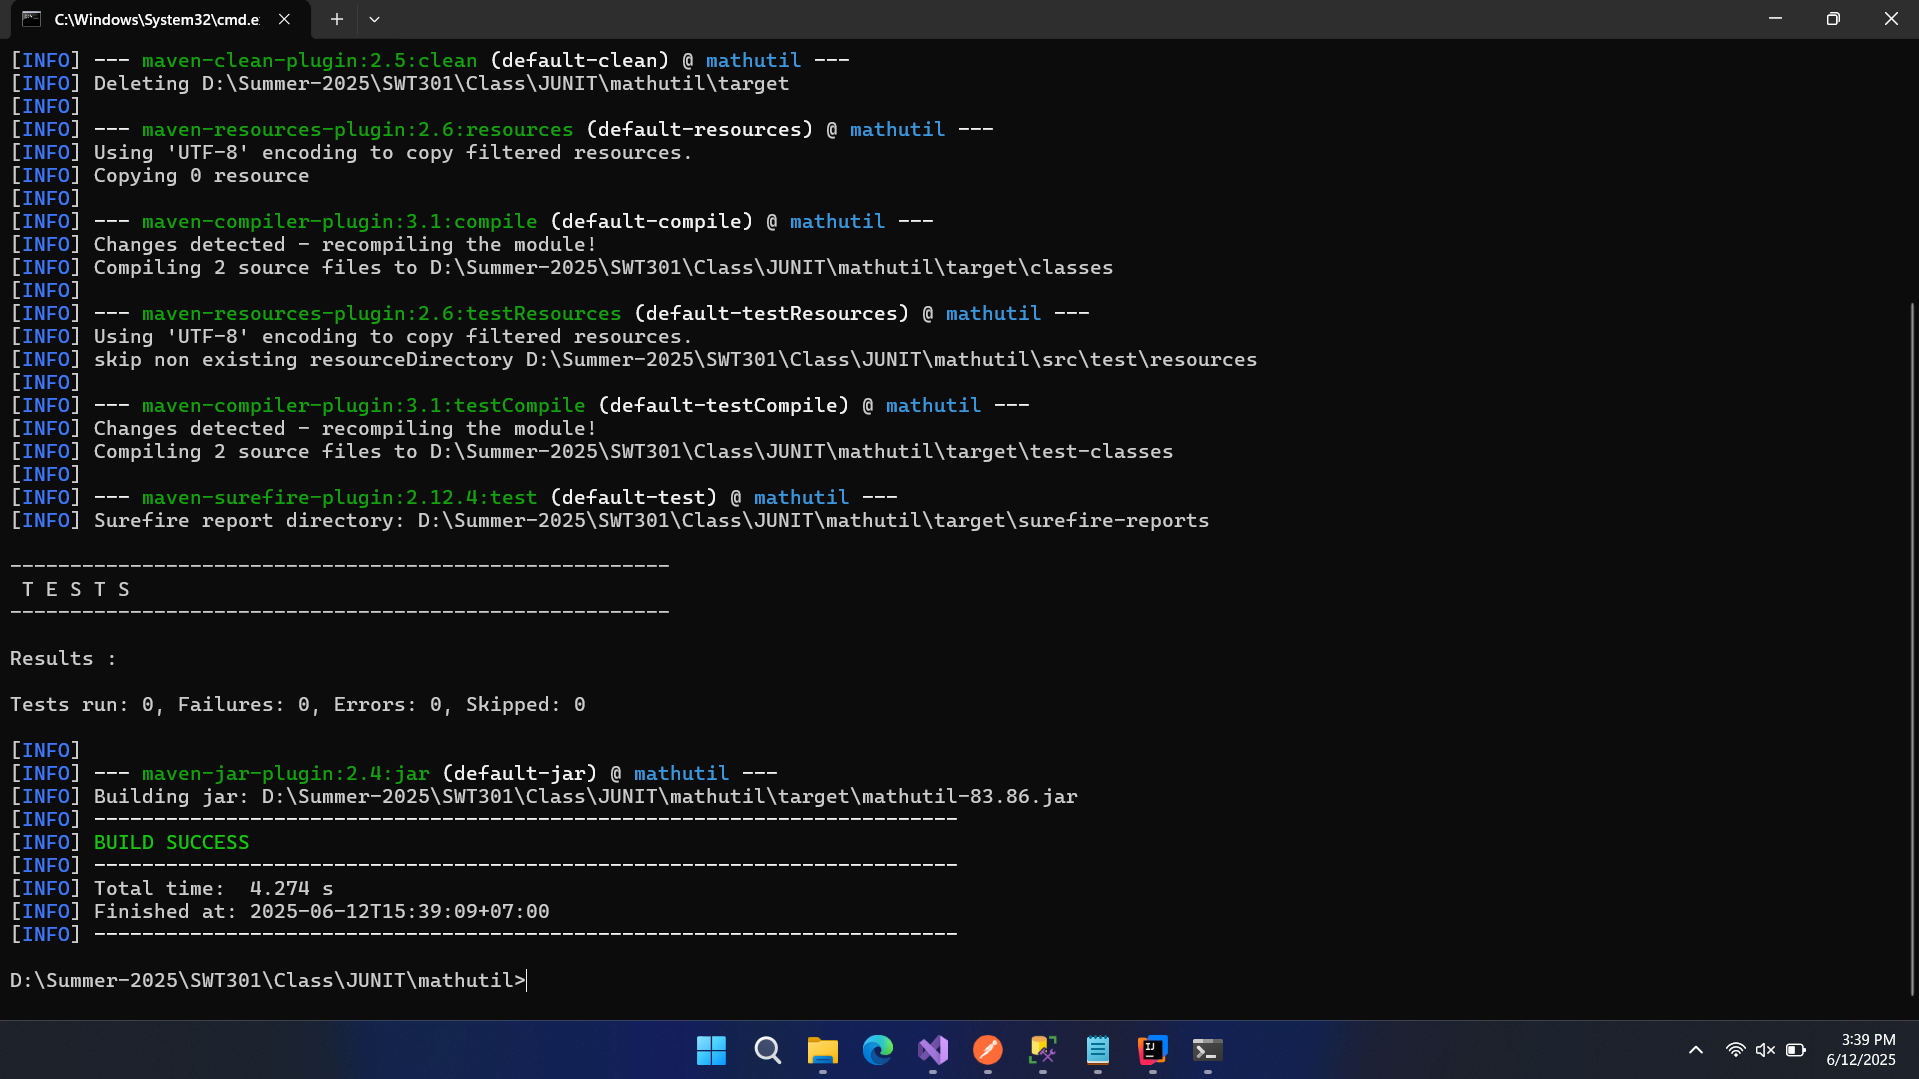 C:\Windows\System32\cmd.e
[INFO] --- maven-clean-plugin:2.5:clean (default-clean) @ mathutil ---
[INFO] Deleting D:\Summer-2025\SWT301\Class\JUNIT\mathutil\target
[INFO]
[INFO] --- maven-resources-plugin:2.6:resources (default-resources) @ mathutil ---
[INFO] Using 'UTF-8' encoding to copy filtered resources.
[INFO] Copying 0 resource
[INFO]
[INFO] --- maven-compiler-plugin:3.1:compile (default-compile) @ mathutil ---
[INFO] Changes detected - recompiling the module!
[INFO] Compiling 2 source files to D:\Summer-2025\SWT301\Class\JUNIT\mathutil\target\classes
[INFO]
[INFO] --- maven-resources-plugin:2.6:testResources (default-testResources) @ mathutil ---
[INFO] Using 'UTF-8' encoding to copy filtered resources.
[INFO] skip non existing resourceDirectory D:\Summer-2025\SWT301\Class\JUNIT\mathutil\src\test\resources
[INFO]
[INFO] --- maven-compiler-plugin:3.1:testCompile (default-testCompile) @ mathutil ---
[INFO] Changes detected - recompiling the module!
[INFO] Compiling 2 source files to D:\Summer-2025\SWT301\Class\JUNIT\mathutil\target\test-classes
[INFO]
[INFO] --- maven-surefire-plugin:2.12.4:test (default-test) @ mathutil ---
[INFO] Surefire report directory: D:\Summer-2025\SWT301\Class\JUNIT\mathutil\target\surefire-reports
-------------------------------------------------------
T E S T S
-------------------------------------------------------
Results :
Tests run: 0, Failures: 0, Errors: 0, Skipped: 0
[INFO]
[INFO] --- maven-jar-plugin:2.4:jar (default-jar) @ mathutil ---
[INFO] Building jar: D:\Summer-2025\SWT301\Class\JUNIT\mathutil\target\mathutil-83.86.jar
[INFO] ------------------------------------------------------------------------
[INFO] BUILD SUCCESS
[INFO] ------------------------------------------------------------------------
[INFO] Total time:  4.274 s
[INFO] Finished at: 2025-06-12T15:39:09+07:00
[INFO] ------------------------------------------------------------------------
D:\Summer-2025\SWT301\Class\JUNIT\mathutil>
IJ
3:39 PM
6/12/2025